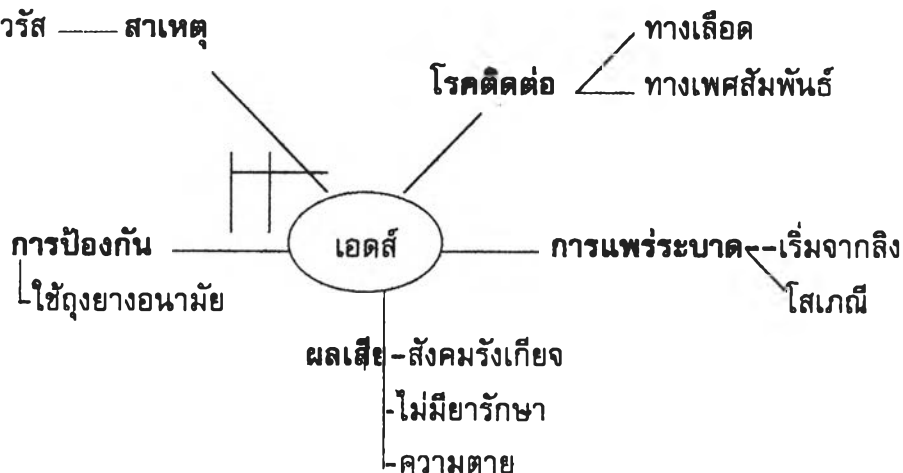 วรัส สาเหตุ
ทางเลือด
โรคติดต่อ
ทางเพศสัมพันธ์
เอดส์
การป้องกัน
ใช้ถุงยางอนามัย
การแพร่ระบาด--เริ่มจากลิง
โสเภณี
ผลเสีย-สังคมรังเกียจ
-ไม่มียารักษา
-ความตาย